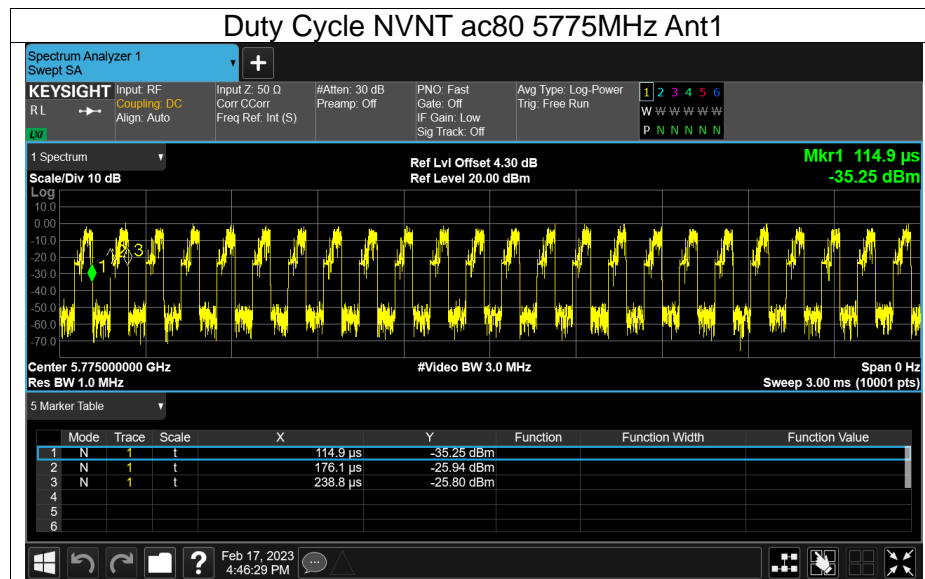 Duty Cycle NVNT ac80 5775MHz Ant1
Spectrum Analyzer 1
Swept SA
+
KEYSIGHT Input: RF Input Z: 50 Ω #Atten: 30 dB PNO: Fast Avg Type: Log-Power 1 2 3 4 5 6
RL Coupling: DC Corr CCorr Preamp: Off Gate: Off Trig: Free Run
Align: Auto Freq Ref: Int (S) IF Gain: Low W W W W W W
LXI Sig Track: Off P N N N N N
1 Spectrum Ref Lvl Offset 4.30 dB Mkr1 114.9 µs
Scale/Div 10 dB Ref Level 20.00 dBm -35.25 dBm
Log
10.0
0.00
-10.0
-20.0
-30.0
-40.0
-50.0
-60.0
-70.0
1 2 3
Center 5.775000000 GHz #Video BW 3.0 MHz Span 0 Hz
Res BW 1.0 MHz Sweep 3.00 ms (10001 pts)
5 Marker Table
Mode Trace Scale X Y Function Function Width Function Value
1 N 1 t 114.9 µs -35.25 dBm
2 N 1 t 176.1 µs -25.94 dBm
3 N 1 t 238.8 µs -25.80 dBm
4
5
6
? Feb 17, 2023
4:46:29 PM